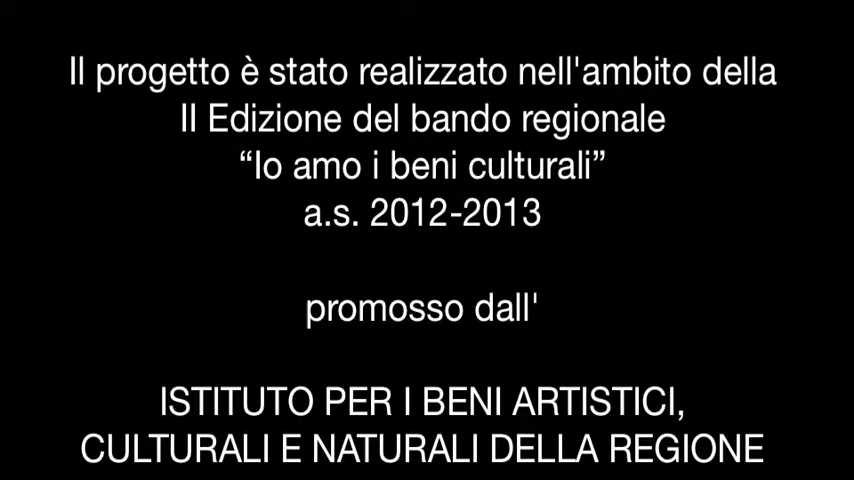 Il progetto è stato realizzato nell'ambito della
II Edizione del bando regionale
“Io amo i beni culturali”
a.s. 2012-2013
promosso dall'
ISTITUTO PER I BENI ARTISTICI,
CULTURALI E NATURALI DELLA REGIONE